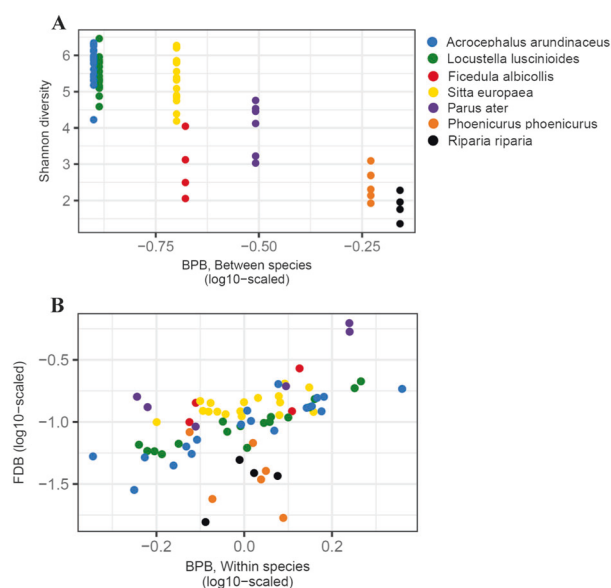 A
Shannon diversity
6
5
4
3
2
−0.75
−0.50
−0.25
BPB, Between species
(log10−scaled)
Acrocephalus arundinaceus
Locustella luscinioides
Ficedula albicollis
Sitta europaea
Parus ater
Phoenicurus phoenicurus
Riparia riparia
B
FDB (log10−scaled)
−0.5
−1.0
−1.5
−0.2
0.0
0.2
BPB, Within species
(log10−scaled)